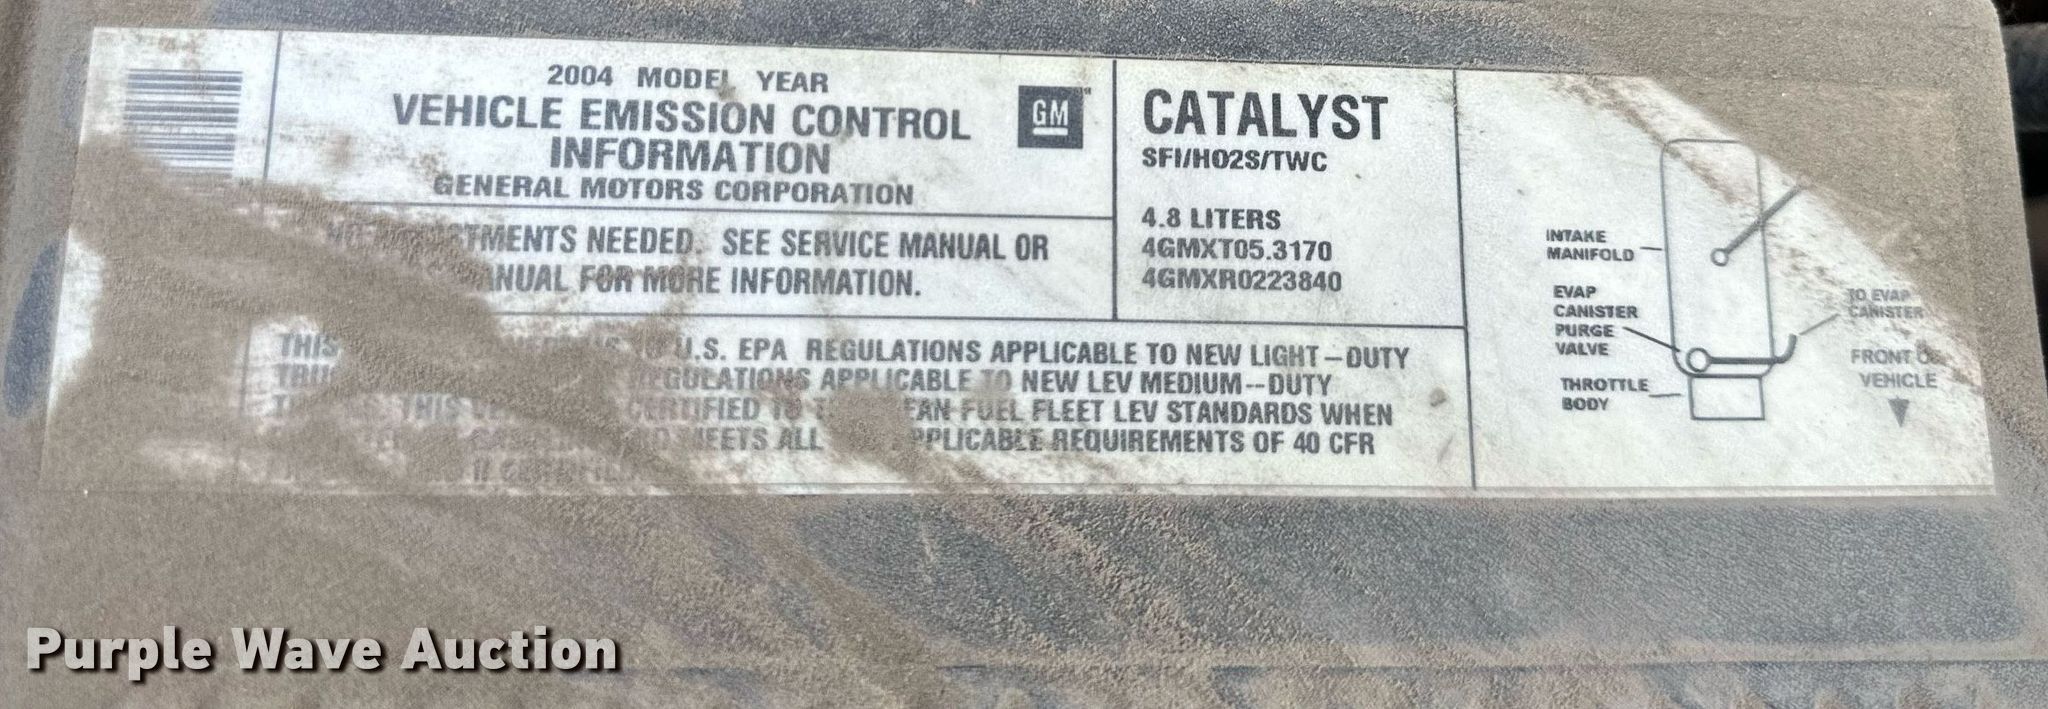 2004 MODEL YEAR
VEHICLE EMISSION CONTROL
INFORMATION
GENERAL MOTORS CORPORATION
GM
NEEDED. SEE SERVICE MANUAL OR
FOR MORE INFORMATION.
THIS U.S. EPA REGULATIONS APPLICABLE TO NEW LIGHT-DUTY
REGULATIONS APPLICABLE TO NEW LEV MEDIUM--DUTY
THIS CERTIFIED TO FUEL FLEET LEV STANDARDS WHEN
MEETS ALL APPLICABLE REQUIREMENTS OF 40 CFR
CATALYST
SFI/HO2S/TWC
4.8 LITERS
4GMXT05.3170
4GMXR0223840
INTAKE
MANIFOLD
EVAP
CANISTER
PURGE
VALVE
THROTTLE
BODY
TO EVAP
CANISTER
FRONT OF
VEHICLE
Purple Wave Auction